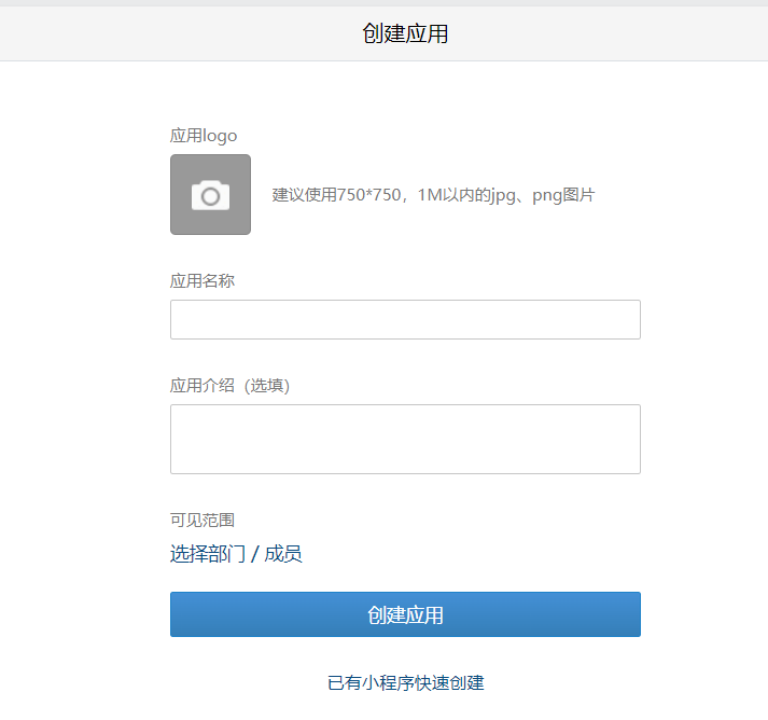 创建应用
应用logo
建议使用750*750，1M以内的jpg、png图片
应用名称
应用介绍（选填）
可见范围
选择部门 / 成员
创建应用
已有小程序快速创建